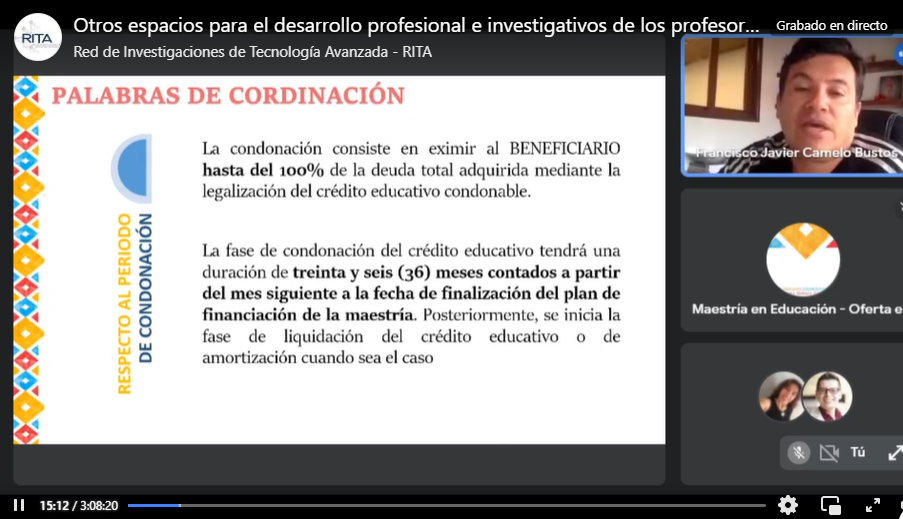 Otros espacios para el desarrollo profesional e investigativos de los profesor...
Grabado en directo
RITA
Red de Investigaciones de Tecnología Avanzada - RITA
PALABRAS DE CORDINACIÓN
RESPECTO AL PERIODO
DE CONDONACIÓN
La condonación consiste en eximir al BENEFICIARIO
hasta del 100% de la deuda total adquirida mediante la
legalización del crédito educativo condonable.
La fase de condonación del crédito educativo tendrá una
duración de treinta y seis (36) meses contados a partir
del mes siguiente a la fecha de finalización del plan de
financiación de la maestría. Posteriormente, se inicia la
fase de liquidación del crédito educativo o de
amortización cuando sea el caso
Francisco Javier Camelo Bustos
Maestría en Educación - Oferta e
Tú
15:12 / 3:08:20